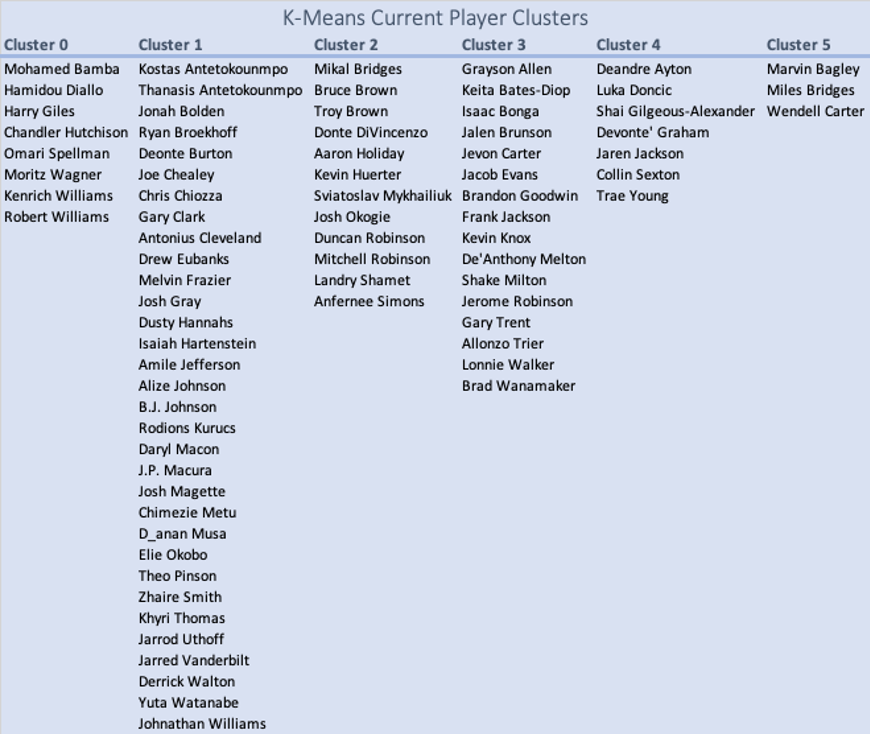 K-Means Current Player Clusters
Cluster 0 Cluster 1 Cluster 2 Cluster 3 Cluster 4 Cluster 5
Mohamed Bamba Kostas Antetokounmpo Mikal Bridges Grayson Allen Deandre Ayton Marvin Bagley
Hamidou Diallo Thanasis Antetokounmpo Bruce Brown Keita Bates-Diop Luka Doncic Miles Bridges
Harry Giles Jonah Bolden Troy Brown Isaac Bonga Shai Gilgeous-Alexander Wendell Carter
Chandler Hutchison Ryan Broekhoff Donte DiVincenzo Jalen Brunson Devonte' Graham
Omari Spellman Deonte Burton Aaron Holiday Jevon Carter Jaren Jackson
Moritz Wagner Joe Chealey Kevin Huerter Jacob Evans Collin Sexton
Kenrich Williams Chris Chiozza Sviatoslav Mykhailiuk Brandon Goodwin Trae Young
Robert Williams Gary Clark Josh Okogie Frank Jackson
Antonius Cleveland Duncan Robinson Kevin Knox
Drew Eubanks Mitchell Robinson De'Anthony Melton
Melvin Frazier Landry Shamet Shake Milton
Josh Gray Anfernee Simons Jerome Robinson
Dusty Hannahs Gary Trent
Isaiah Hartenstein Allonzo Trier
Amile Jefferson Lonnie Walker
Alize Johnson Brad Wanamaker
B.J. Johnson
Rodions Kurucs
Daryl Macon
J.P. Macura
Josh Magette
Chimezie Metu
D_anan Musa
Elie Okobo
Theo Pinson
Zhaire Smith
Khyri Thomas
Jarrod Uthoff
Jarred Vanderbilt
Derrick Walton
Yuta Watanabe
Johnathan Williams